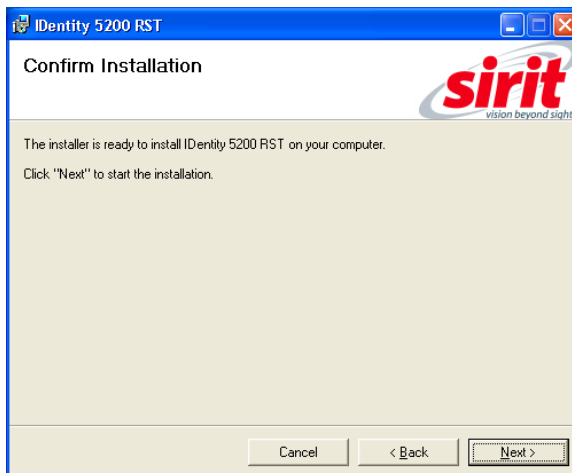 IDentity 5200 RST
Confirm Installation
sirit
vision beyond sight
The installer is ready to install IDentity 5200 RST on your computer.
Click "Next" to start the installation.
Cancel
< Back
Next >